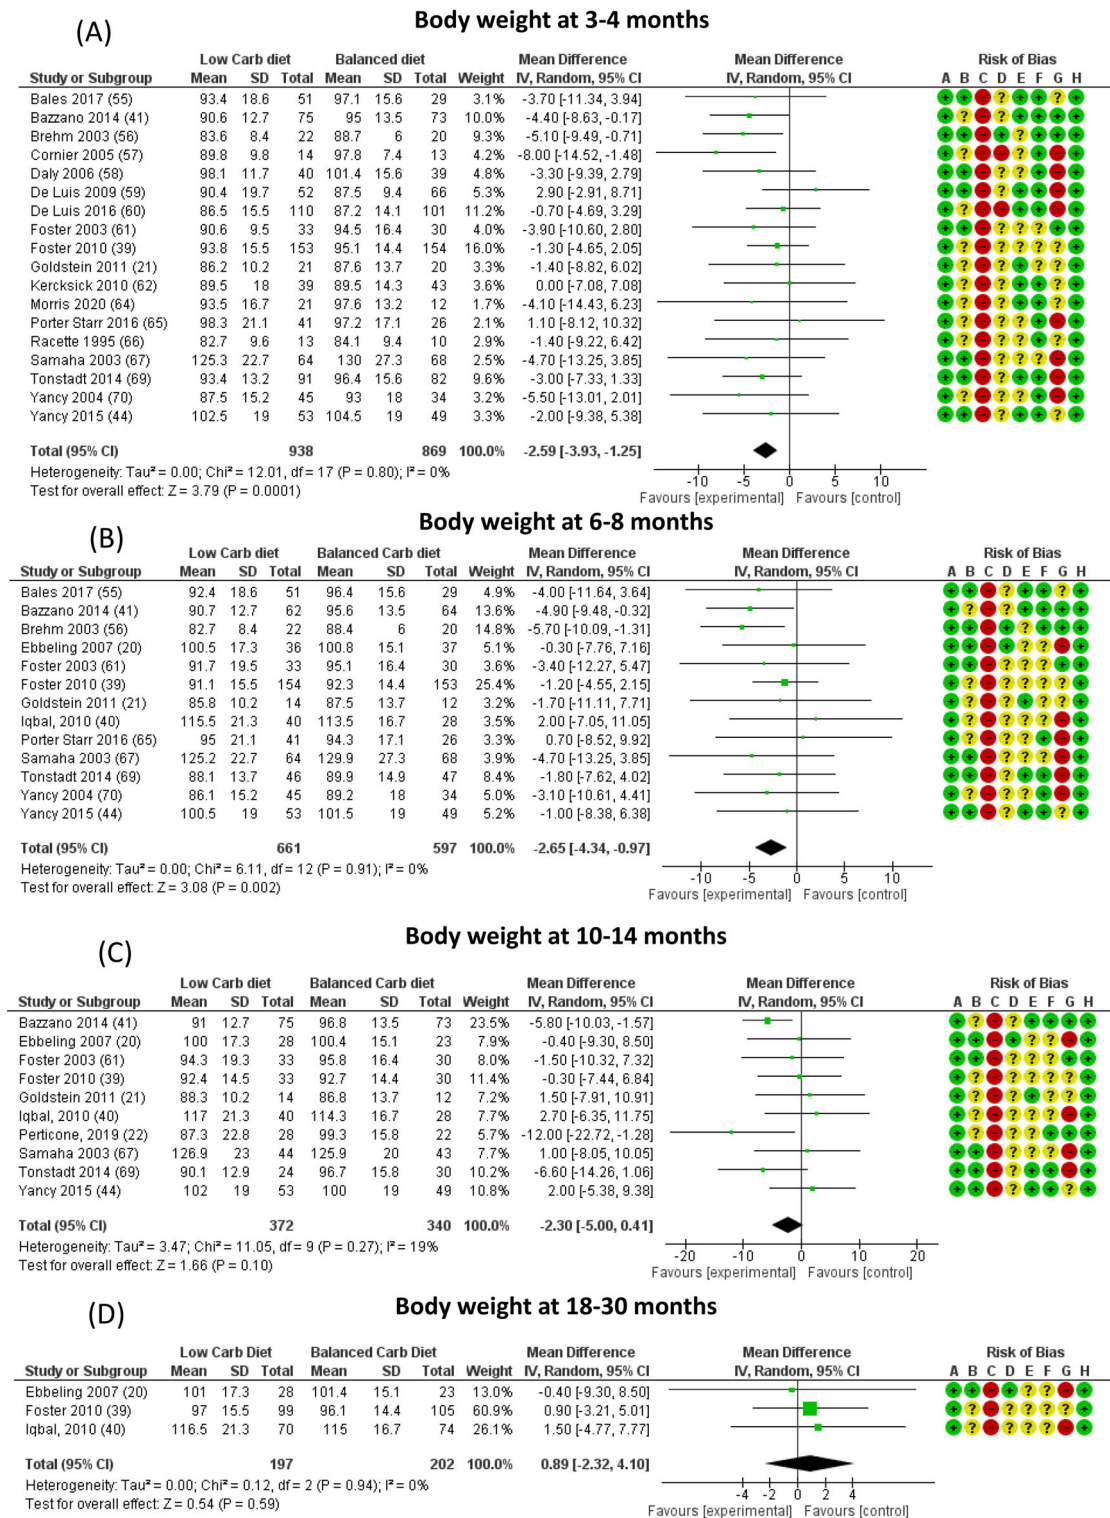 (A)
Body weight at 3-4 months
Low Carb diet Balanced diet Mean Difference Mean Difference Risk of Bias
Study or Subgroup Mean SD Total Mean SD Total Weight IV, Random, 95% CI IV, Random, 95% CI A B C D E F G H
Bales 2017 (55) 93.4 18.6 51 97.1 15.6 29 3.1% -3.70 [-11.34, 3.94] + + - ? + + ? +
Bazzano 2014 (41) 90.6 12.7 75 95 13.5 73 10.0% -4.40 [-8.63, -0.17] + ? - ? + + + +
Brehm 2003 (56) 83.6 8.4 22 88.7 6 20 9.3% -5.10 [-9.49, -0.71] + + - + ? + + +
Cornier 2005 (57) 89.8 9.8 14 97.8 7.4 13 4.2% -8.00 [-14.52, -1.48] + ? - - ? + - +
Daly 2006 (58) 98.1 11.7 40 101.4 15.6 39 4.8% -3.30 [-9.39, 2.79] + + - ? ? + + +
De Luis 2009 (59) 90.4 19.7 52 87.5 9.4 66 5.3% 2.90 [-2.91, 8.71] + + - ? ? + - +
De Luis 2016 (60) 86.5 15.5 110 87.2 14.1 101 11.2% -0.70 [-4.69, 3.29] + ? - - ? + - +
Foster 2003 (61) 90.6 9.5 33 94.5 16.4 30 4.0% -3.90 [-10.60, 2.80] + + - ? ? ? + +
Foster 2010 (39) 93.8 15.5 153 95.1 14.4 154 16.0% -1.30 [-4.65, 2.05] + ? - ? ? ? ? +
Goldstein 2011 (21) 86.2 10.2 21 87.6 13.7 20 3.3% -1.40 [-8.82, 6.02] + + - ? + ? ? +
Kercksick 2010 (62) 89.5 18 39 89.5 14.3 43 3.6% 0.00 [-7.08, 7.08] + ? - ? ? + + +
Morris 2020 (64) 93.5 16.7 21 97.6 13.2 12 1.7% -4.10 [-14.43, 6.23] + + - ? + + + +
Porter Starr 2016 (65) 98.3 21.1 41 97.2 17.1 26 2.1% 1.10 [-8.12, 10.32] + ? - ? ? + - +
Racette 1995 (66) 82.7 9.6 13 84.1 9.4 10 2.9% -1.40 [-9.22, 6.42] + ? - ? ? ? + +
Samaha 2003 (67) 125.3 22.7 64 130 27.3 68 2.5% -4.70 [-13.25, 3.85] + + - ? ? ? - +
Tonstadt 2014 (69) 93.4 13.2 91 96.4 15.6 82 9.6% -3.00 [-7.33, 1.33] + + - ? + + + +
Yancy 2004 (70) 87.5 15.2 45 93 18 34 3.2% -5.50 [-13.01, 2.01] + ? - ? ? + - +
Yancy 2015 (44) 102.5 19 53 104.5 19 49 3.3% -2.00 [-9.38, 5.38] + + - ? + + ? +
Total (95% CI) 938 869 100.0% -2.59 [-3.93, -1.25]
Heterogeneity: Tau² = 0.00; Chi² = 12.01, df = 17 (P = 0.80); I² = 0%
Test for overall effect: Z = 3.79 (P = 0.0001)
-10 -5 0 5 10
Favours [experimental] Favours [control]
(B)
Body weight at 6-8 months
Low Carb diet Balanced Carb diet Mean Difference Mean Difference Risk of Bias
Study or Subgroup Mean SD Total Mean SD Total Weight IV, Random, 95% CI IV, Random, 95% CI A B C D E F G H
Bales 2017 (55) 92.4 18.6 51 96.4 15.6 29 4.9% -4.00 [-11.64, 3.64] + + - ? + + ? +
Bazzano 2014 (41) 90.7 12.7 62 95.6 13.5 64 13.6% -4.90 [-9.48, -0.32] + ? - ? + + + +
Brehm 2003 (56) 82.7 8.4 22 88.4 6 20 14.8% -5.70 [-10.09, -1.31] + + - + ? + + +
Ebbeling 2007 (20) 100.5 17.3 36 100.8 15.1 37 5.1% -0.30 [-7.76, 7.16] + + - + ? ? - +
Foster 2003 (61) 91.7 19.5 33 95.1 16.4 30 3.6% -3.40 [-12.27, 5.47] + + - ? ? ? + +
Foster 2010 (39) 91.1 15.5 154 92.3 14.4 153 25.4% -1.20 [-4.55, 2.15] + ? - ? ? ? ? +
Goldstein 2011 (21) 85.8 10.2 14 87.5 13.7 12 3.2% -1.70 [-11.11, 7.71] + + - ? + ? ? +
Iqbal, 2010 (40) 115.5 21.3 40 113.5 16.7 28 3.5% 2.00 [-7.05, 11.05] + ? - ? ? ? - +
Porter Starr 2016 (65) 95 21.1 41 94.3 17.1 26 3.3% 0.70 [-8.52, 9.92] + ? - ? ? + - +
Samaha 2003 (67) 125.2 22.7 64 129.9 27.3 68 3.9% -4.70 [-13.25, 3.85] + + - ? ? ? - +
Tonstadt 2014 (69) 88.1 13.7 46 89.9 14.9 47 8.4% -1.80 [-7.62, 4.02] + + - ? + + + +
Yancy 2004 (70) 86.1 15.2 45 89.2 18 34 5.0% -3.10 [-10.61, 4.41] + ? - ? ? + - +
Yancy 2015 (44) 100.5 19 53 101.5 19 49 5.2% -1.00 [-8.38, 6.38] + + - ? + + ? +
Total (95% CI) 661 597 100.0% -2.65 [-4.34, -0.97]
Heterogeneity: Tau² = 0.00; Chi² = 6.11, df = 12 (P = 0.91); I² = 0%
Test for overall effect: Z = 3.08 (P = 0.002)
-10 -5 0 5 10
Favours [experimental] Favours [control]
(C)
Body weight at 10-14 months
Low Carb diet Balanced Carb diet Mean Difference Mean Difference Risk of Bias
Study or Subgroup Mean SD Total Mean SD Total Weight IV, Random, 95% CI IV, Random, 95% CI A B C D E F G H
Bazzano 2014 (41) 91 12.7 75 96.8 13.5 73 23.5% -5.80 [-10.03, -1.57] + ? - ? + + + +
Ebbeling 2007 (20) 100 17.3 28 100.4 15.1 23 7.9% -0.40 [-9.30, 8.50] + + - + ? ? - +
Foster 2003 (61) 94.3 19.3 33 95.8 16.4 30 8.0% -1.50 [-10.32, 7.32] + + - ? ? ? + +
Foster 2010 (39) 92.4 14.5 33 92.7 14.4 30 11.4% -0.30 [-7.44, 6.84] + ? - ? ? ? ? +
Goldstein 2011 (21) 88.3 10.2 14 86.8 13.7 12 7.2% 1.50 [-7.91, 10.91] + + - ? + ? ? +
Iqbal, 2010 (40) 117 21.3 40 114.3 16.7 28 7.7% 2.70 [-6.35, 11.75] + ? - ? ? ? - +
Perticone, 2019 (22) 87.3 22.8 28 99.3 15.8 22 5.7% -12.00 [-22.72, -1.28] + ? - ? ? + + +
Samaha 2003 (67) 126.9 23 44 125.9 20 43 7.6% 1.00 [-8.05, 10.05] + + - ? ? ? - +
Tonstadt 2014 (69) 90.1 12.9 24 96.7 15.8 30 10.2% -6.60 [-14.26, 1.06] + + - ? + + + +
Yancy 2015 (44) 102 19 53 100 19 49 10.8% 2.00 [-5.38, 9.38] + + - ? + + ? +
Total (95% CI) 372 340 100.0% -2.30 [-5.00, 0.41]
Heterogeneity: Tau² = 3.47; Chi² = 11.05, df = 9 (P = 0.27); I² = 19%
Test for overall effect: Z = 1.66 (P = 0.10)
-20 -10 0 10 20
Favours [experimental] Favours [control]
(D)
Body weight at 18-30 months
Low Carb Diet Balanced Carb Diet Mean Difference Mean Difference Risk of Bias
Study or Subgroup Mean SD Total Mean SD Total Weight IV, Random, 95% CI IV, Random, 95% CI A B C D E F G H
Ebbeling 2007 (20) 101 17.3 28 101.4 15.1 23 13.0% -0.40 [-9.30, 8.50] + + - + ? ? - +
Foster 2010 (39) 97 15.5 99 96.1 14.4 105 60.9% 0.90 [-3.21, 5.01] + ? - ? ? ? ? +
Iqbal, 2010 (40) 116.5 21.3 70 115 16.7 74 26.1% 1.50 [-4.77, 7.77] + ? - ? ? ? - +
Total (95% CI) 197 202 100.0% 0.89 [-2.32, 4.10]
Heterogeneity: Tau² = 0.00; Chi² = 0.12, df = 2 (P = 0.94); I² = 0%
Test for overall effect: Z = 0.54 (P = 0.59)
-4 -2 0 2 4
Favours [experimental] Favours [control]